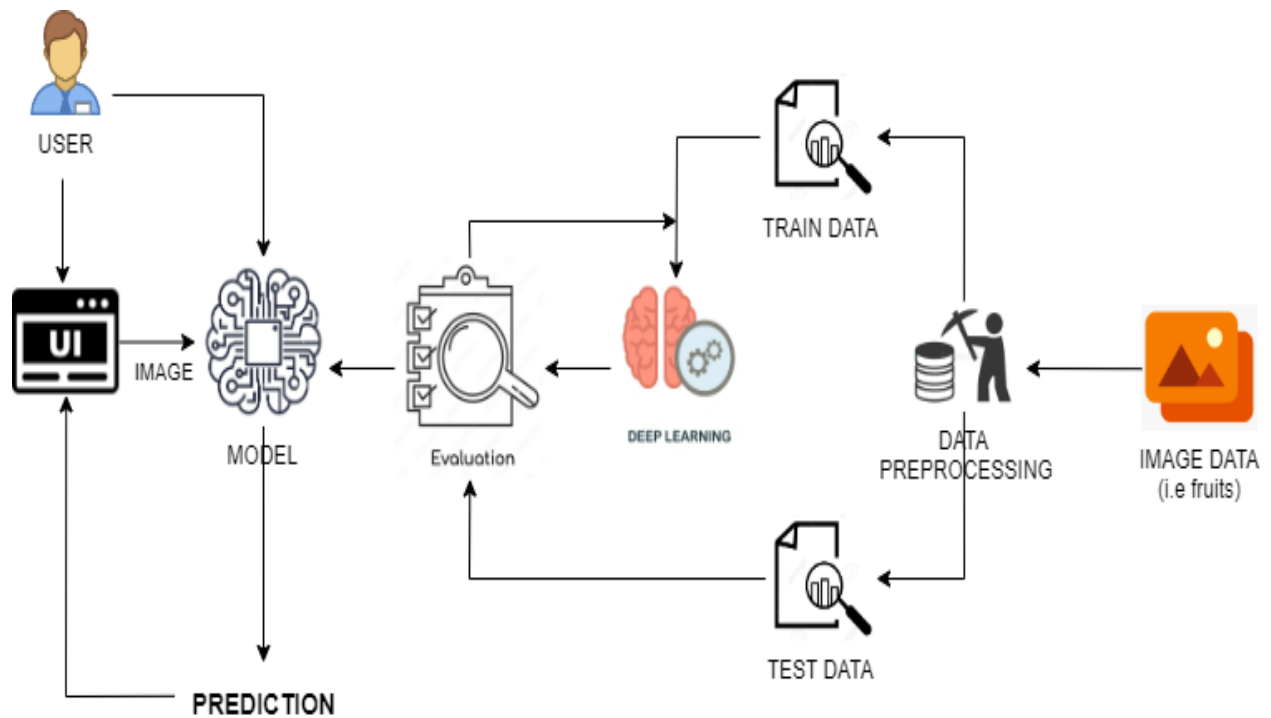 USER
TRAIN DATA
UI
IMAGE
MODEL
Evaluation
DEEP LEARNING
DATA
PREPROCESSING
IMAGE DATA
(i.e fruits)
TEST DATA
PREDICTION